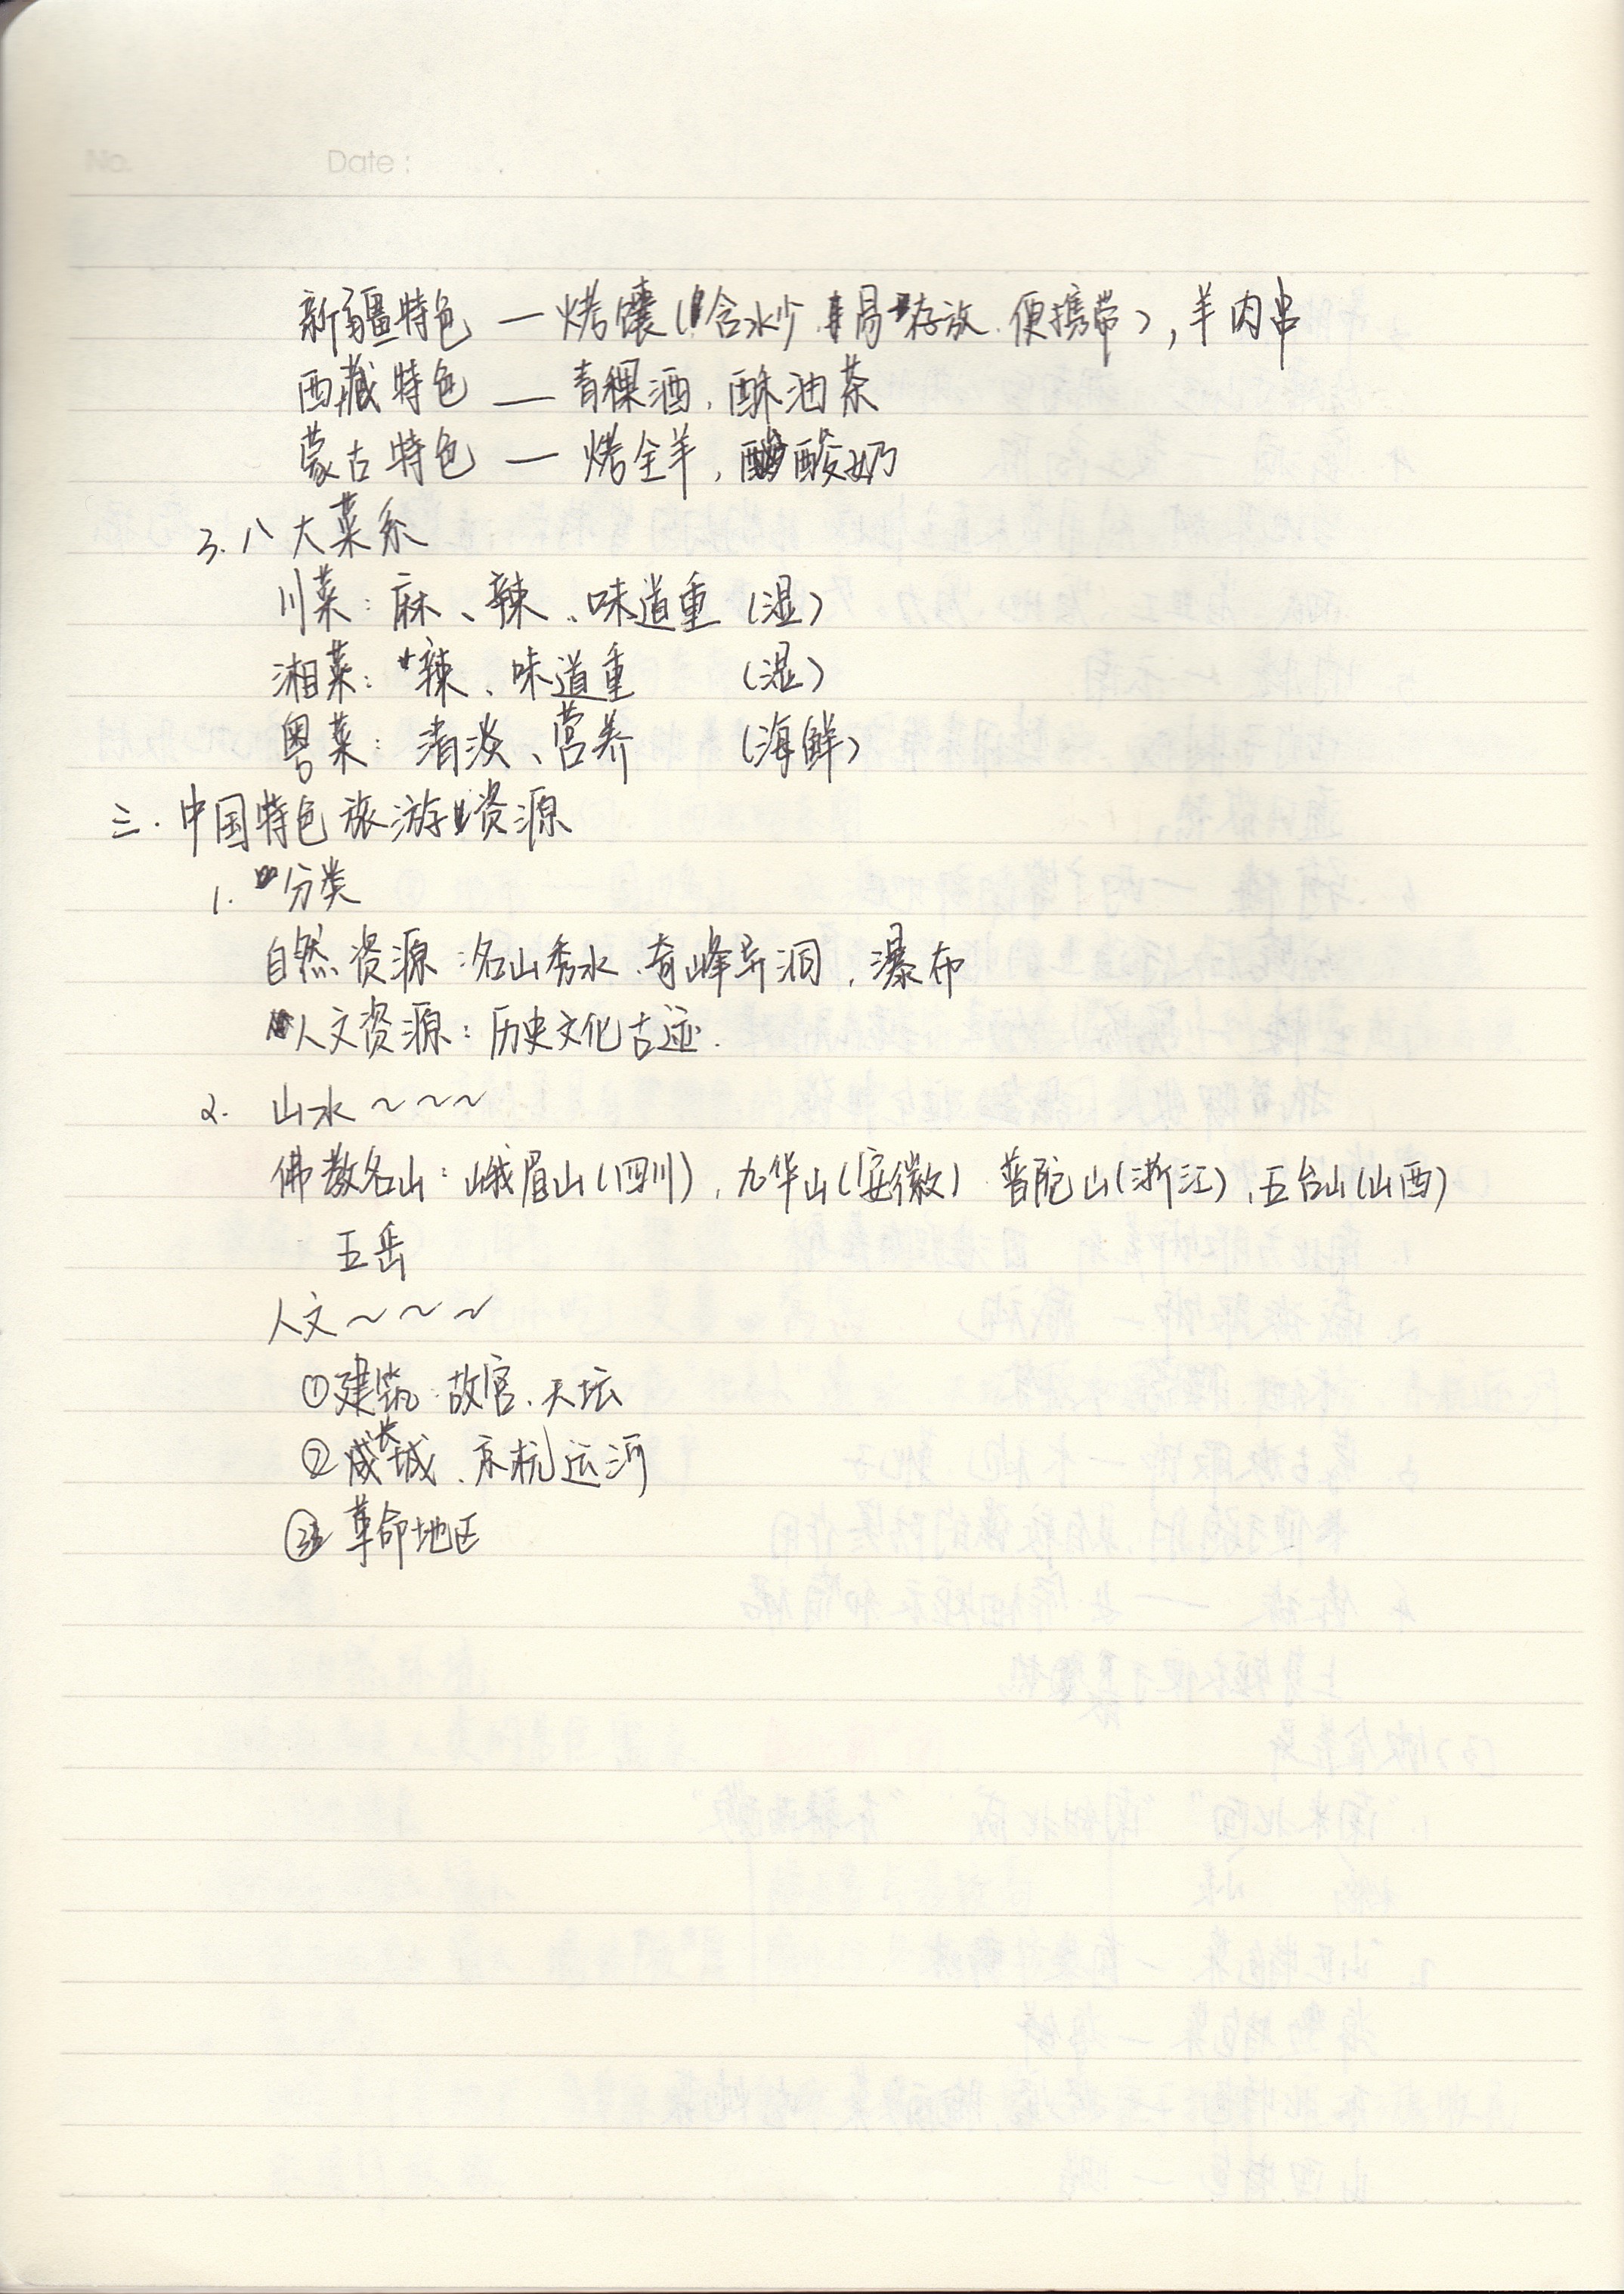 No.    Date:
新疆特色 — 烤馕(含水少、易存放、便携带), 羊肉串
西藏特色 — 青稞酒、酥油茶
蒙古特色 — 烤全羊, 酸奶
3. 八大菜系
川菜: 麻、辣、味道重 (湿)
湘菜: 辣、味道重 (湿)
粤菜: 清淡、营养 (海鲜)
三. 中国特色旅游资源
1. 分类
自然资源: 名山秀水、奇峰异洞、瀑布
人文资源: 历史文化古迹.
2. 山水~~~
佛教名山: 峨眉山(四川), 九华山(安徽) 普陀山(浙江), 五台山(山西)
五岳
人文~~~
①建筑: 故宫、天坛
②长城、京杭运河
③ 革命地区